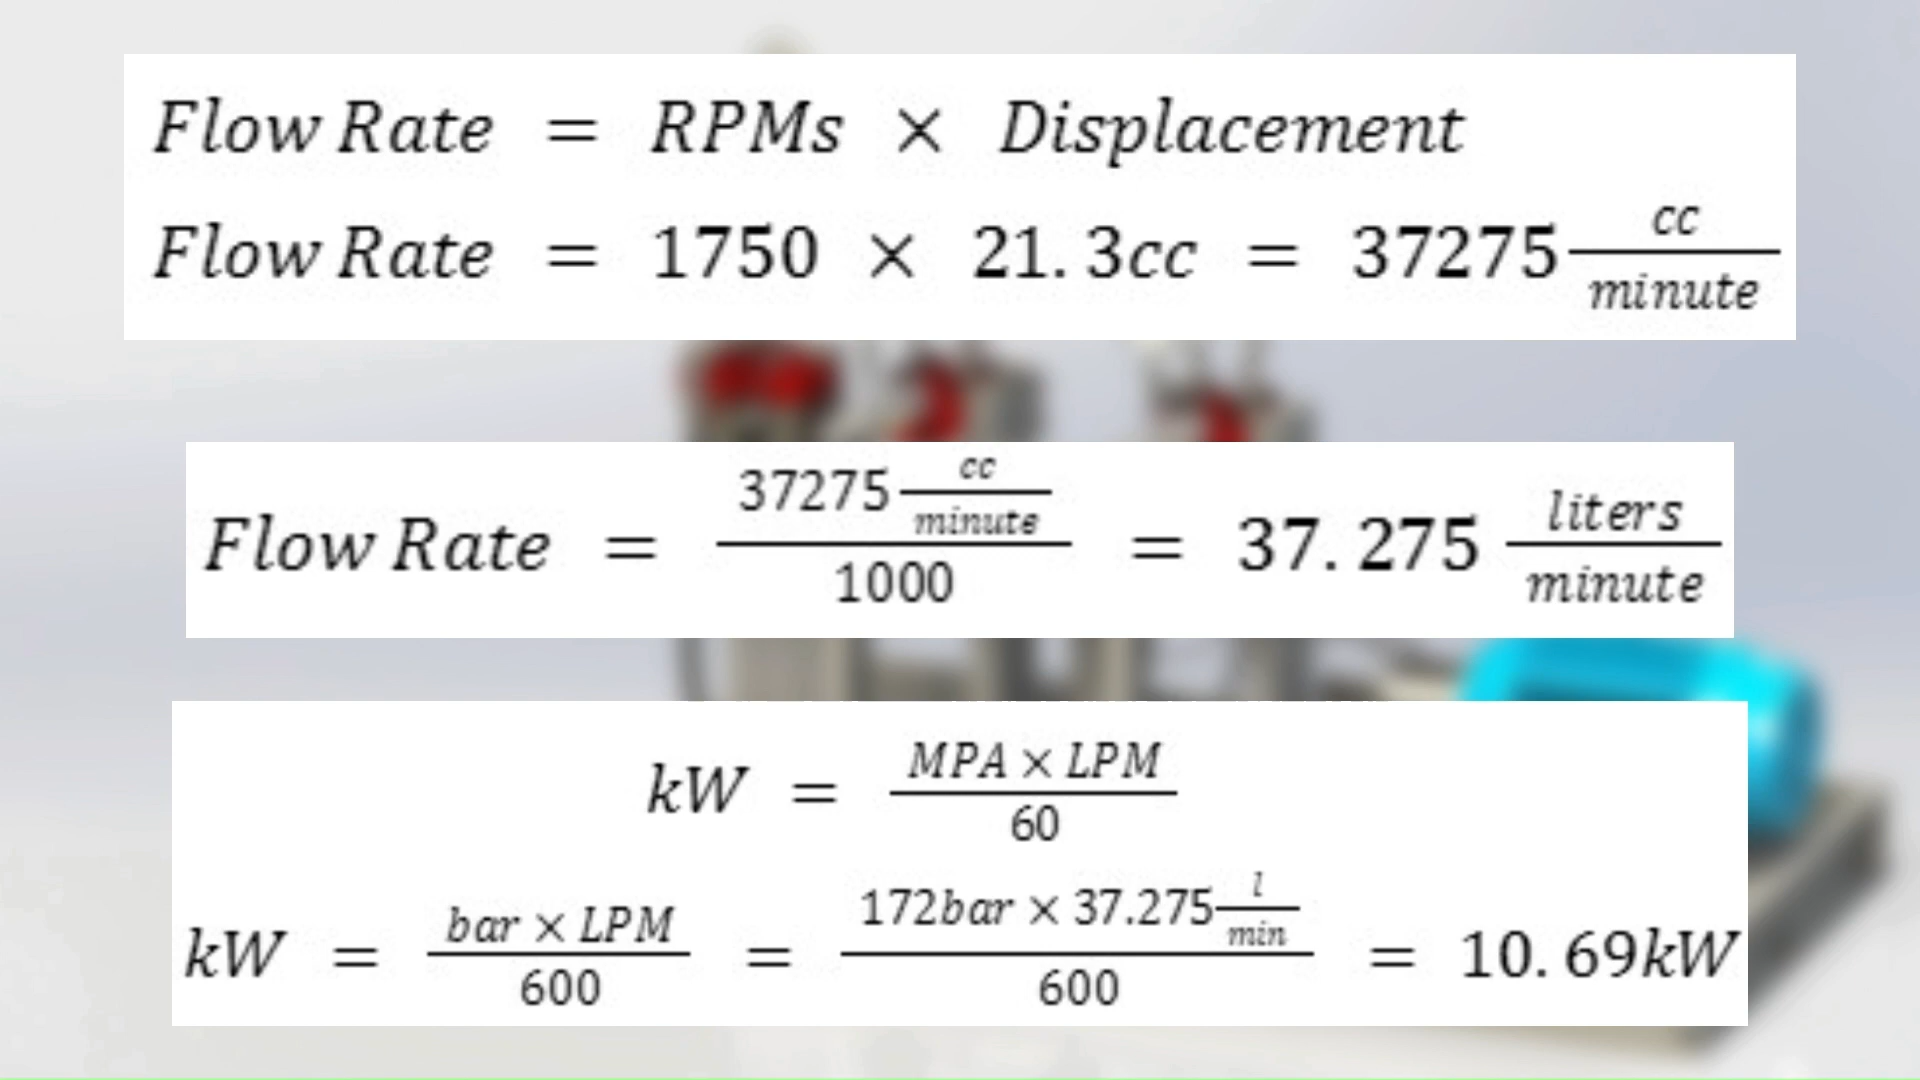 Flow Rate = RPMs × Displacement
Flow Rate = 1750 × 21.3cc = 37275 cc/minute
Flow Rate = 37275 cc/minute / 1000 = 37.275 liters/minute
kW = MPA × LPM / 60
kW = bar × LPM / 600 = 172bar × 37.275 l/min / 600 = 10.69kW